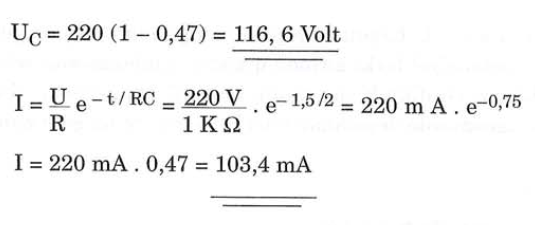 U_C = 220 (1 – 0,47) = 116, 6 Volt
I = U/R e – t / RC = 220 V / 1 K Ω . e– 1,5 /2 = 220 m A . e–0,75
I = 220 mA . 0,47 = 103,4 mA